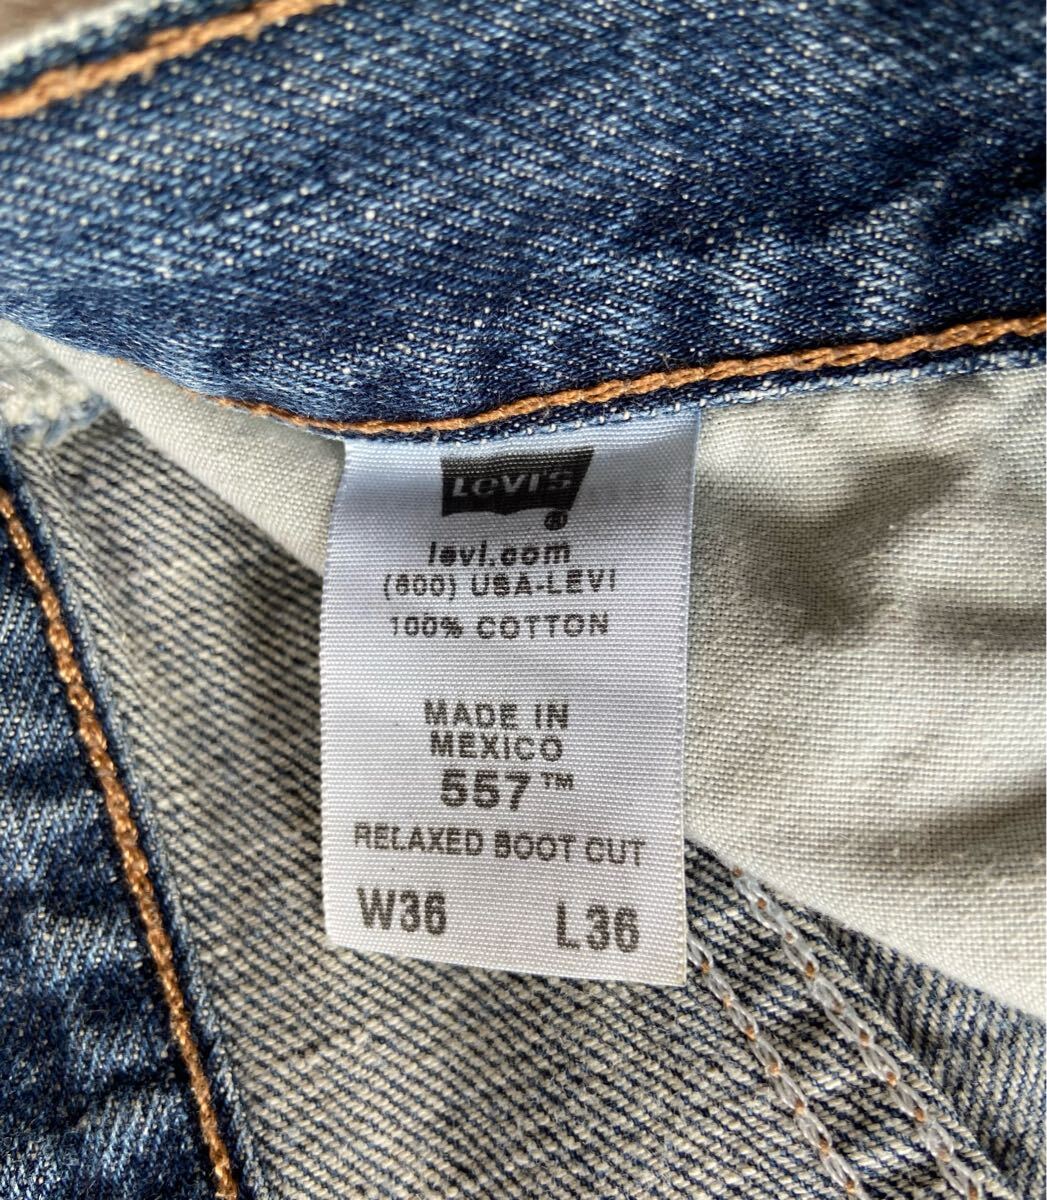 LEVI'S
®
levi.com
(800) USA-LEVI
100% COTTON
MADE IN
MEXICO
557™
RELAXED BOOT CUT
W36 L36